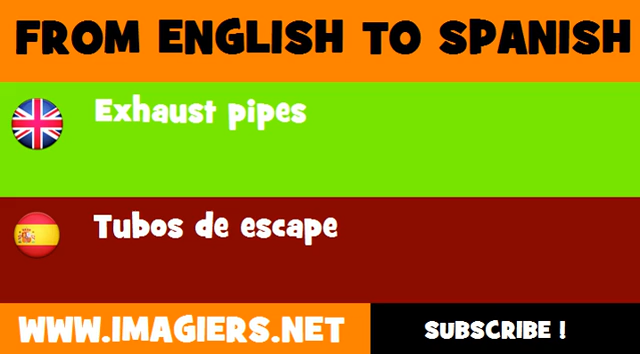 FROM ENGLISH TO SPANISH
Exhaust pipes
Tubos de escape
WWW.IMAGIERS.NET
SUBSCRIBE !